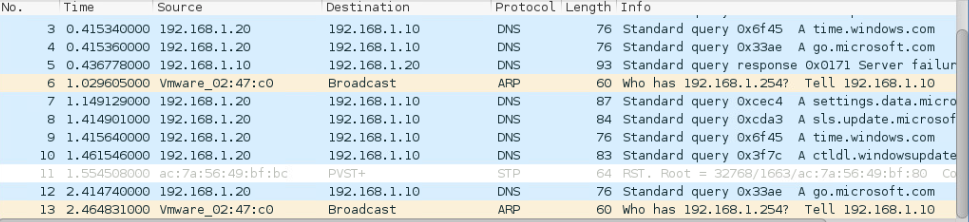 No. Time Source Destination Protocol Length Info
3 0.415340000 192.168.1.20 192.168.1.10 DNS 76 Standard query 0x6f45 A time.windows.com
4 0.415360000 192.168.1.20 192.168.1.10 DNS 76 Standard query 0x33ae A go.microsoft.com
5 0.436778000 192.168.1.10 192.168.1.20 DNS 93 Standard query response 0x0171 Server failur
6 1.029605000 Vmware_02:47:c0 Broadcast ARP 60 Who has 192.168.1.254? Tell 192.168.1.10
7 1.149129000 192.168.1.20 192.168.1.10 DNS 87 Standard query 0xcec4 A settings.data.micro
8 1.414901000 192.168.1.20 192.168.1.10 DNS 84 Standard query 0xcda3 A sls.update.microsof
9 1.415640000 192.168.1.20 192.168.1.10 DNS 76 Standard query 0x6f45 A time.windows.com
10 1.461546000 192.168.1.20 192.168.1.10 DNS 83 Standard query 0x3f7c A ctldl.windowsupdate
11 1.554508000 ac:7a:56:49:bf:bc PVST+ STP 64 RST. Root = 32768/1663/ac:7a:56:49:bf:80 Co
12 2.414740000 192.168.1.20 192.168.1.10 DNS 76 Standard query 0x33ae A go.microsoft.com
13 2.464831000 Vmware_02:47:c0 Broadcast ARP 60 Who has 192.168.1.254? Tell 192.168.1.10